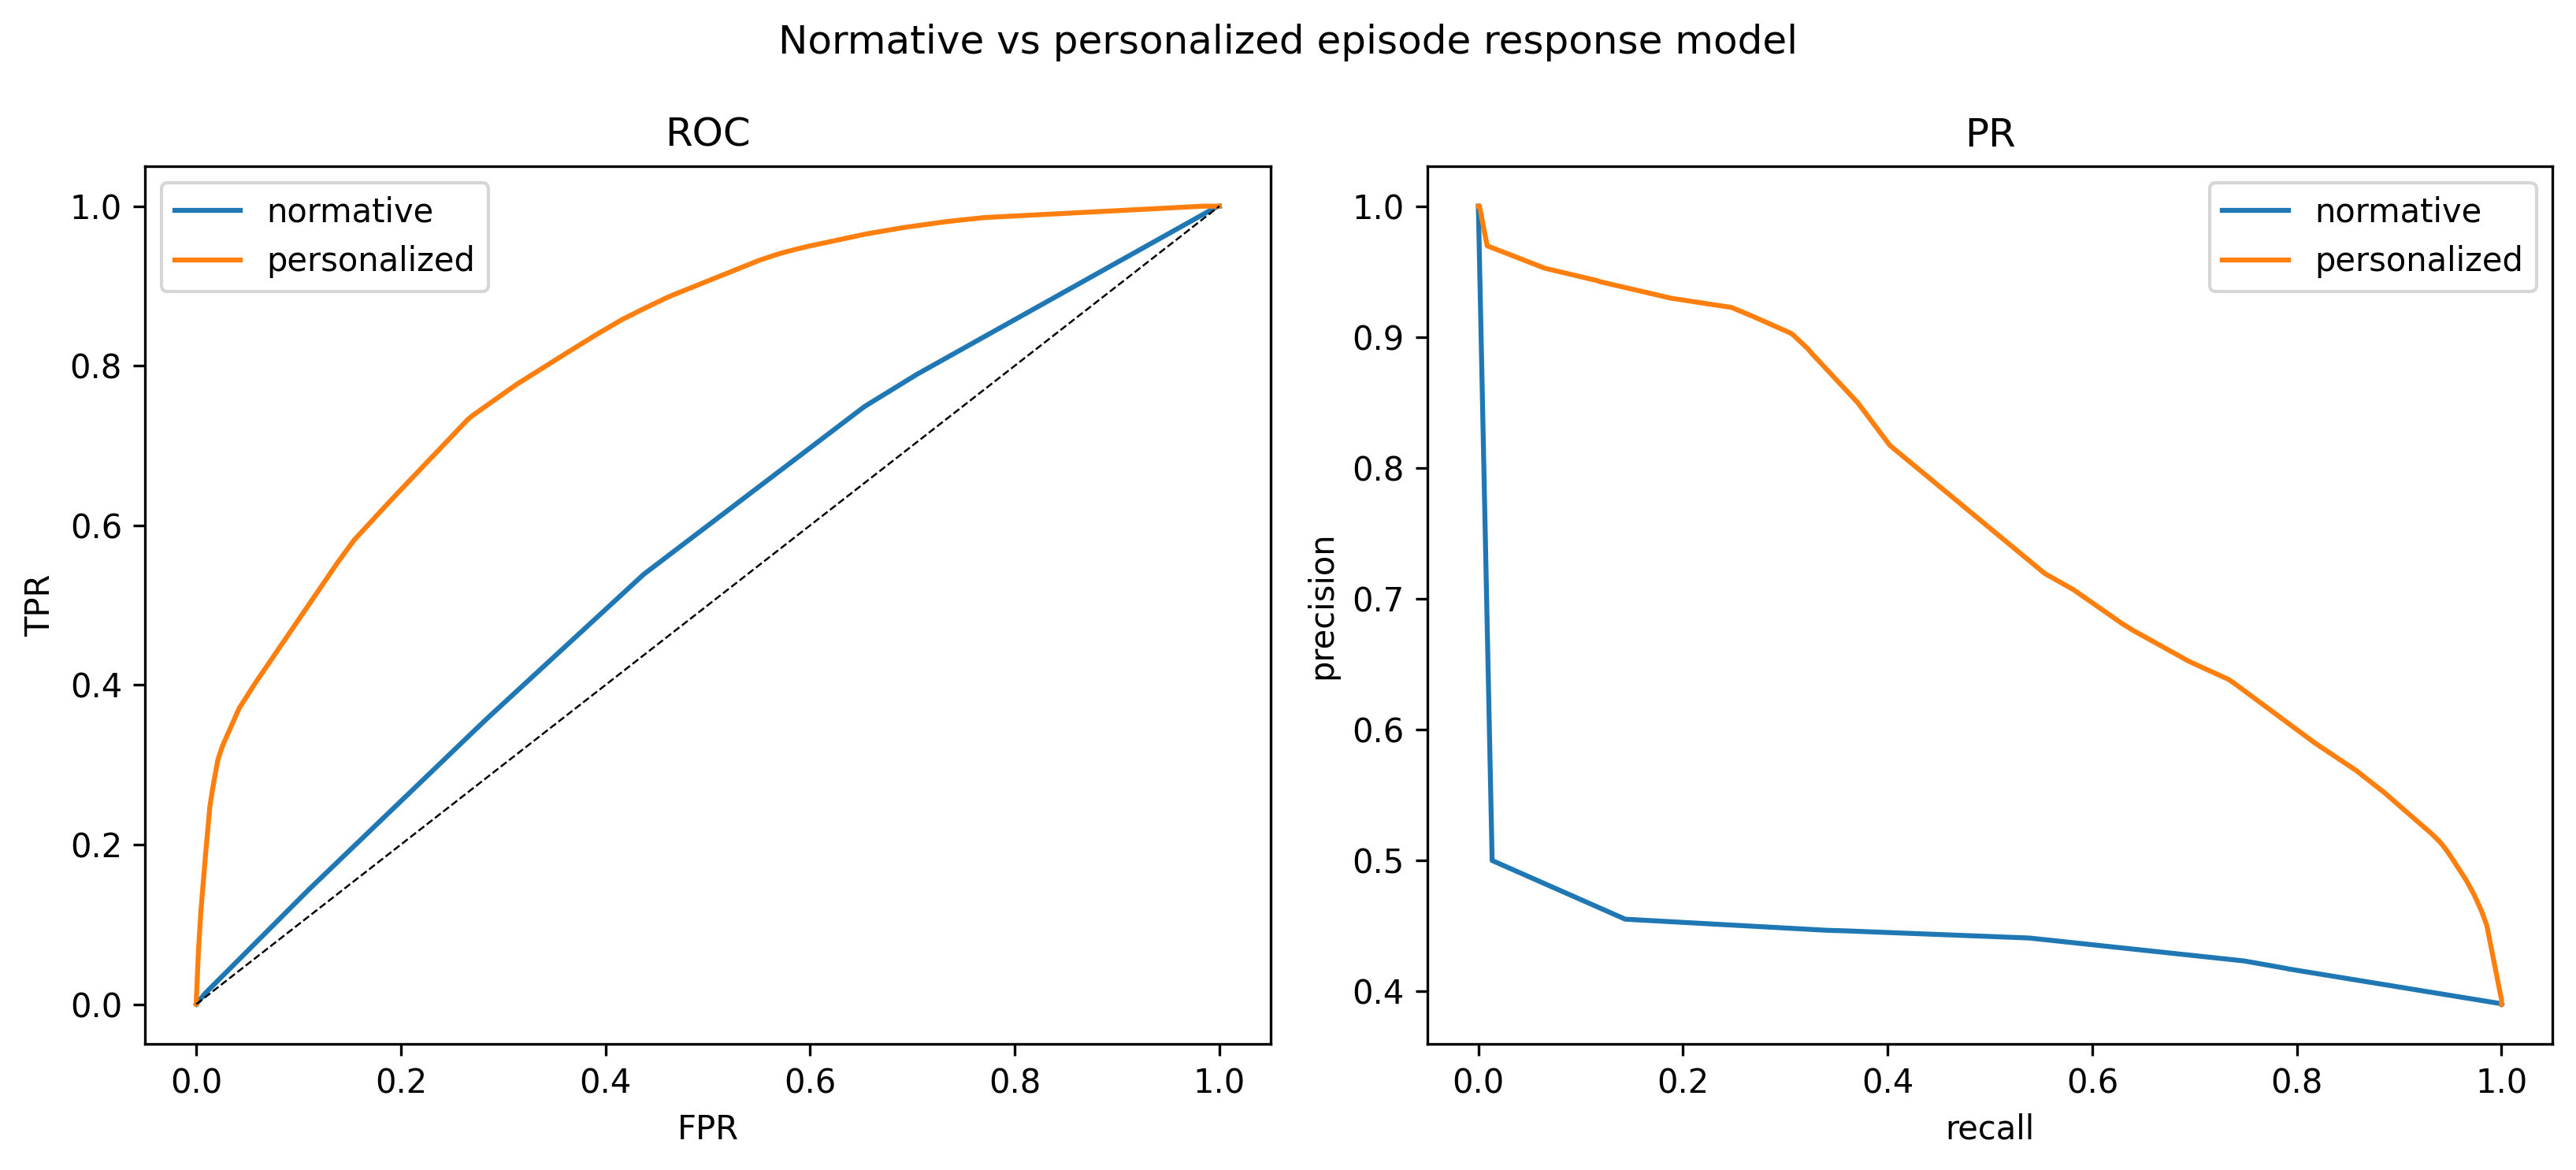 Normative vs personalized episode response model
ROC
normative
personalized
1.0
0.8
0.6
0.4
0.2
0.0
TPR
0.0 0.2 0.4 0.6 0.8 1.0
FPR
PR
normative
personalized
1.0
0.9
0.8
0.7
0.6
0.5
0.4
precision
0.0 0.2 0.4 0.6 0.8 1.0
recall